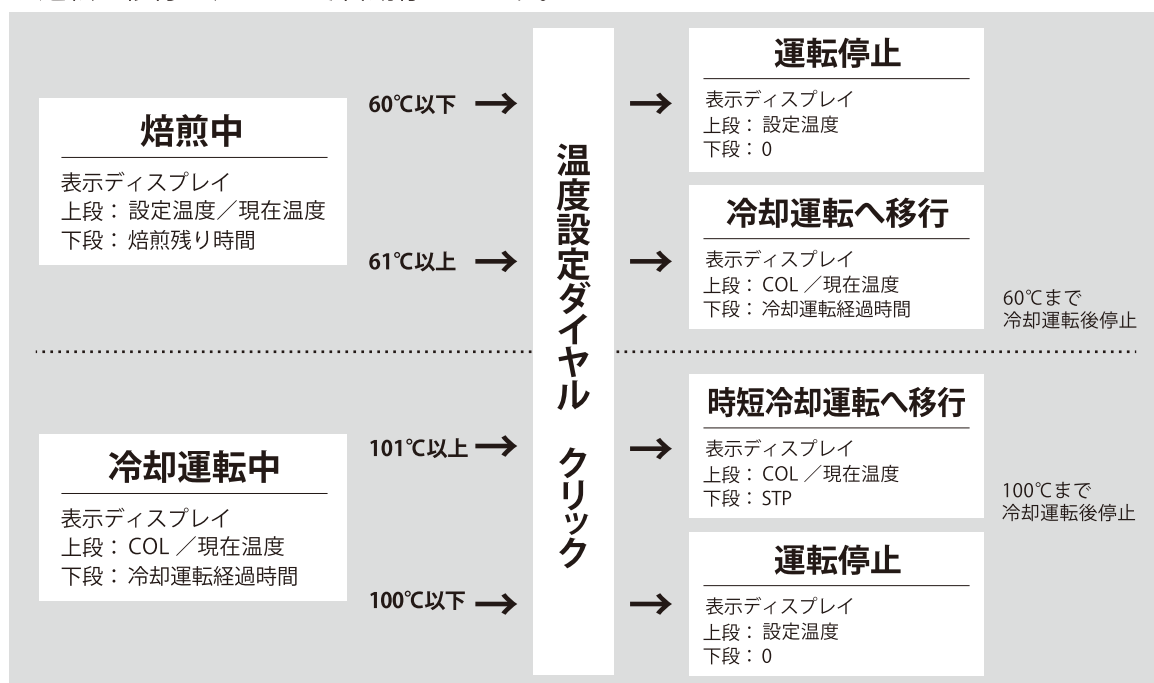 焙煎中
表示ディスプレイ
上段：設定温度／現在温度
下段：焙煎残り時間
60℃以下 →
61℃以上 →
温度設定ダイヤル クリック
→ 運転停止
表示ディスプレイ
上段：設定温度
下段：0
→ 冷却運転へ移行
表示ディスプレイ
上段：COL ／現在温度
下段：冷却運転経過時間
60℃まで
冷却運転後停止
冷却運転中
表示ディスプレイ
上段：COL ／現在温度
下段：冷却運転経過時間
101℃以上 →
100℃以下 →
→ 時短冷却運転へ移行
表示ディスプレイ
上段：COL ／現在温度
下段：STP
100℃まで
冷却運転後停止
→ 運転停止
表示ディスプレイ
上段：設定温度
下段：0